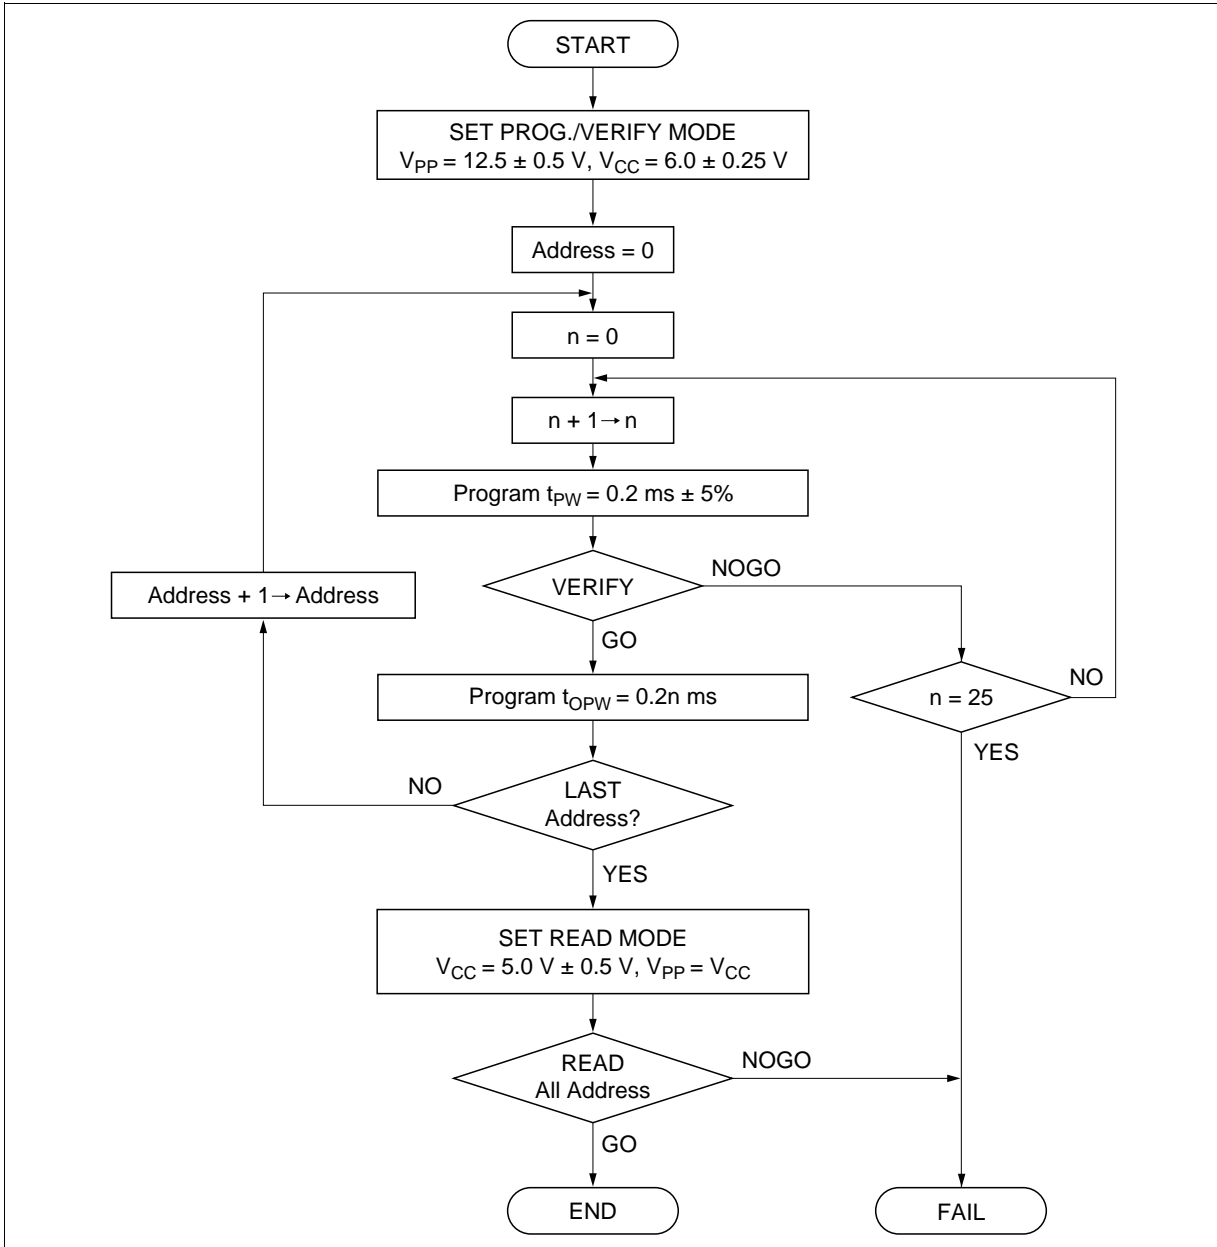 START
SET PROG./VERIFY MODE
VPP = 12.5 ± 0.5 V, VCC = 6.0 ± 0.25 V
Address = 0
n = 0
n + 1→ n
Program tPW = 0.2 ms ± 5%
VERIFY
NOGO
Address + 1→ Address
GO
Program tOPW = 0.2n ms
n = 25
NO
YES
NO
LAST
Address?
YES
SET READ MODE
VCC = 5.0 V ± 0.5 V, VPP = VCC
READ
All Address
NOGO
GO
END
FAIL